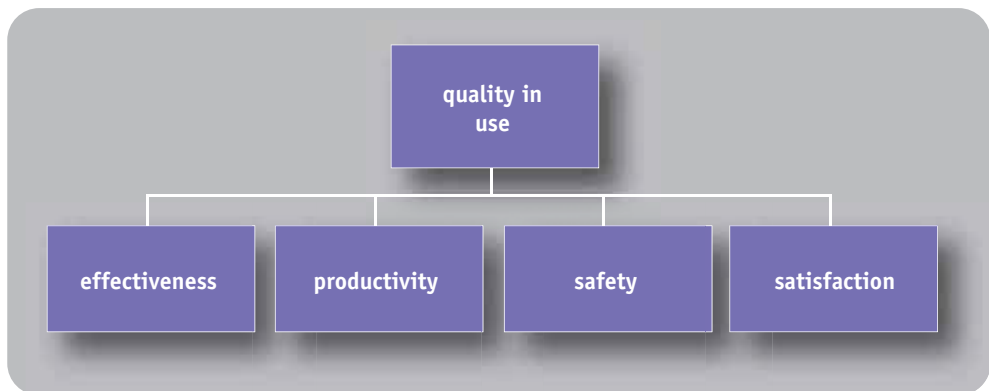 quality in
use
effectiveness
productivity
safety
satisfaction